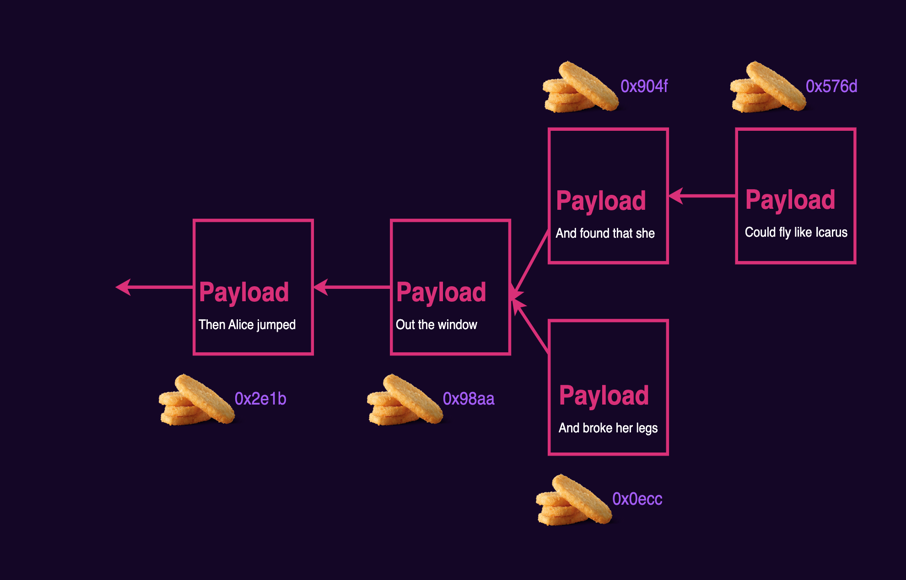 0x904f
0x576d
Payload
And found that she
Payload
Could fly like Icarus
Payload
Then Alice jumped
Payload
Out the window
0x2e1b
0x98aa
Payload
And broke her legs
0x0ecc